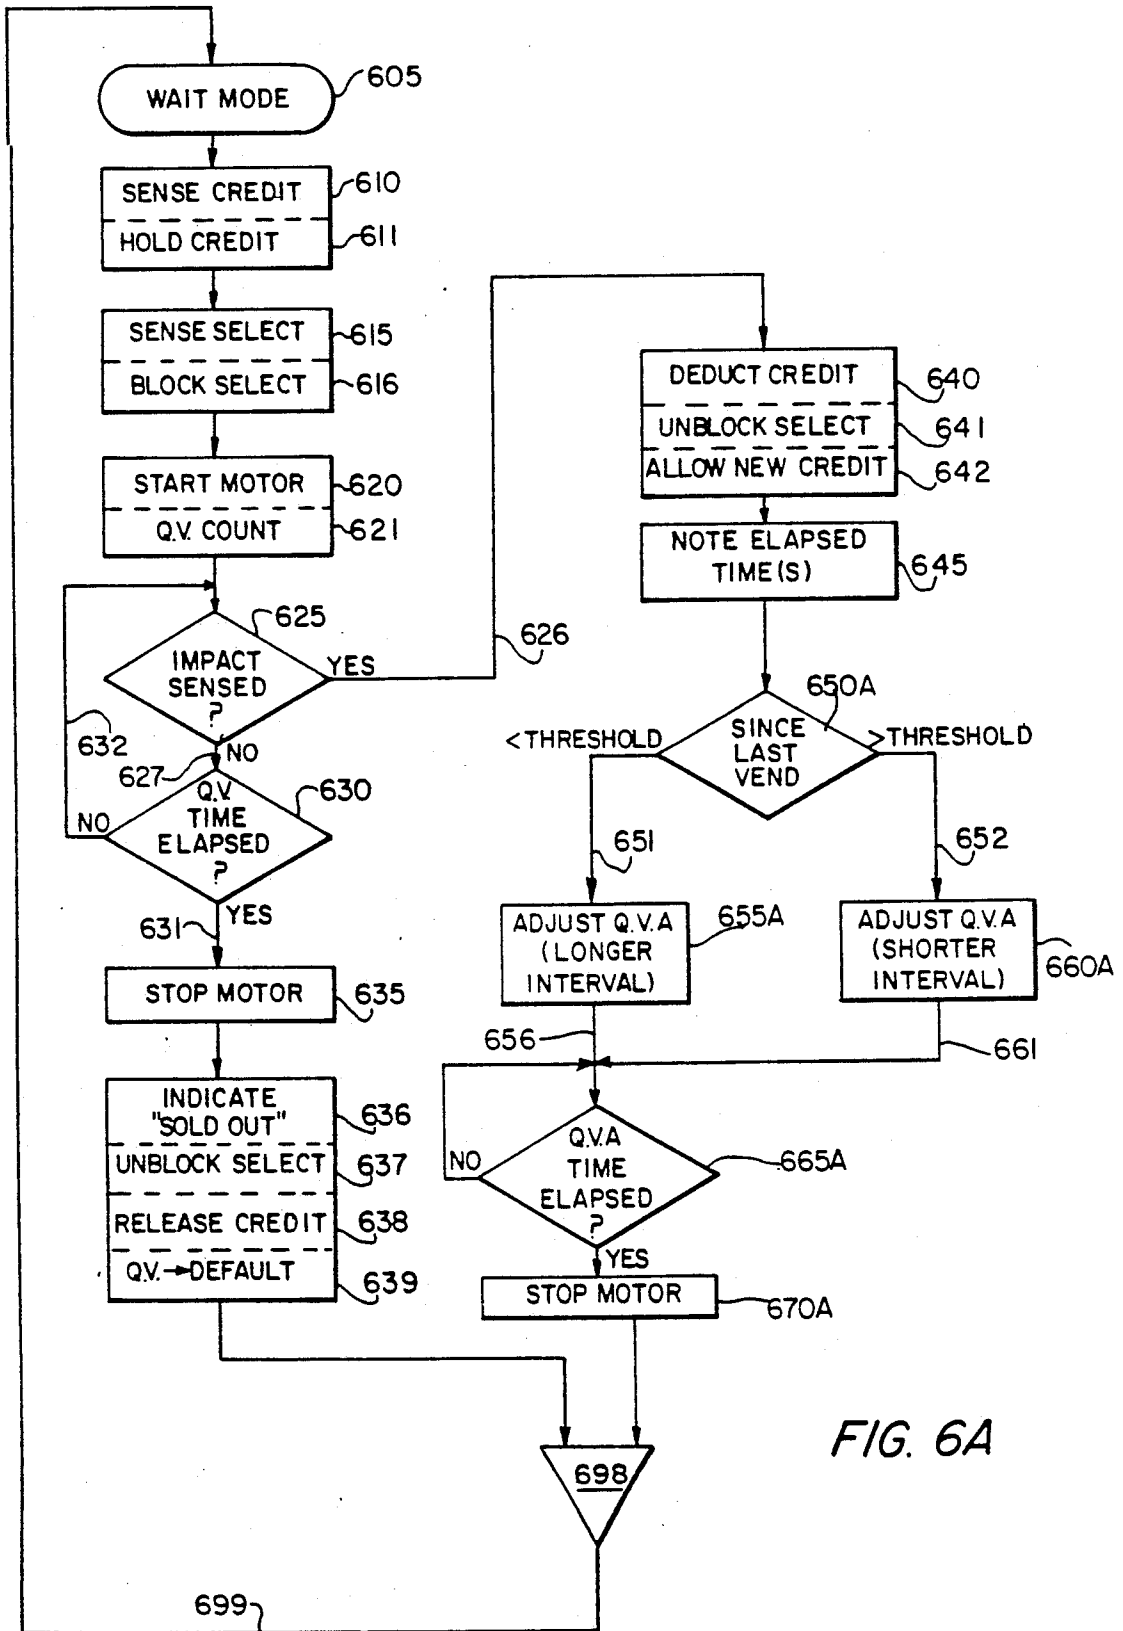 WAIT MODE
605
SENSE CREDIT
610
HOLD CREDIT
611
SENSE SELECT
615
BLOCK SELECT
616
START MOTOR
620
Q.V. COUNT
621
625
IMPACT
SENSED
?
YES
626
632
627
NO
630
Q.V.
TIME
ELAPSED
?
NO
YES
631
STOP MOTOR
635
INDICATE
"SOLD OUT"
636
UNBLOCK SELECT
637
RELEASE CREDIT
638
Q.V.→DEFAULT
639
DEDUCT CREDIT
640
UNBLOCK SELECT
641
ALLOW NEW CREDIT
642
NOTE ELAPSED
TIME(S)
645
650A
SINCE
LAST
VEND
<THRESHOLD
>THRESHOLD
651
652
ADJUST Q.V.A
(LONGER
INTERVAL)
655A
ADJUST Q.V.A
(SHORTER
INTERVAL)
660A
656
661
Q.V.A
TIME
ELAPSED
?
NO
665A
YES
STOP MOTOR
670A
698
699
FIG. 6A